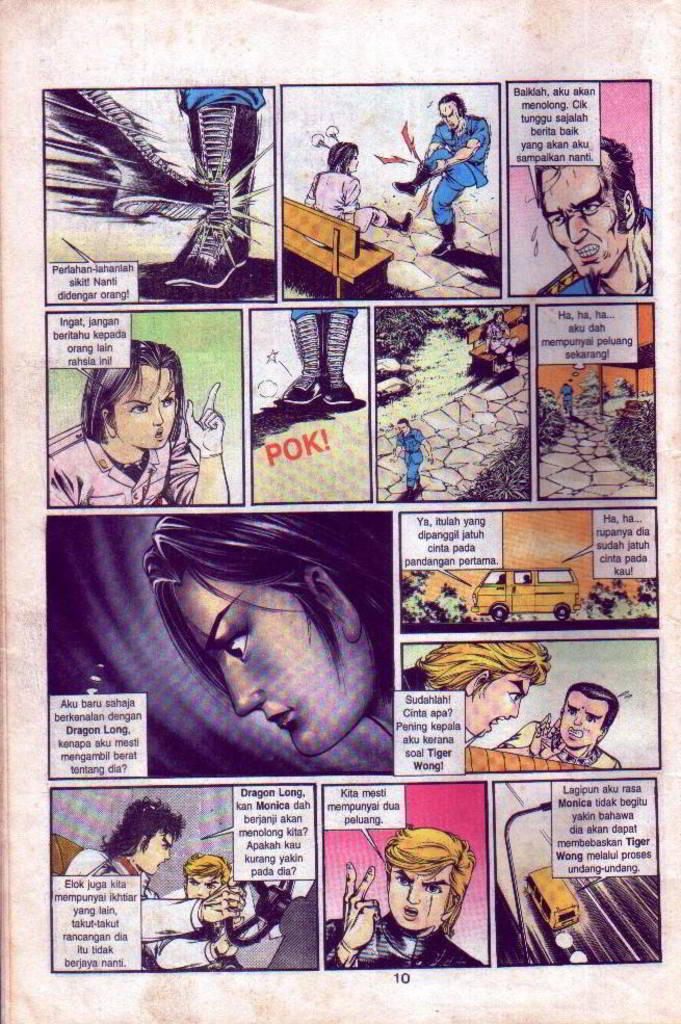 Perlahan-lahanlah
sikit! Nanti
didengar orang!
Baiklah, aku akan
menolong. Cik
tunggu sajalah
berita baik
yang akan aku
sampaikan nanti.
Ingat, jangan
beritahu kepada
orang lain
rahsia ini!
POK!
Ha, ha, ha...
aku dah
mempunyai peluang
sekarang!
Aku baru sahaja
berkenalan dengan
Dragon Long,
kenapa aku mesti
mengambil berat
tentang dia?
Ya, itulah yang
dipanggil jatuh
cinta pada
pandangan pertama.
Ha, ha...
rupanya dia
sudah jatuh
cinta pada
kau!
Sudahlah!
Cinta apa?
Pening kepala
aku kerana
soal Tiger
Wong!
Dragon Long,
kan Monica dah
berjanji akan
menolong kita?
Apakah kau
kurang yakin
pada dia?
Elok juga kita
mempunyai ikhtiar
yang lain,
takut-takut
rancangan dia
itu tidak
berjaya nanti.
Kita mesti
mempunyai dua
peluang.
Lagipun aku rasa
Monica tidak begitu
yakin bahawa
dia akan dapat
membebaskan Tiger
Wong melalui proses
undang-undang.
10